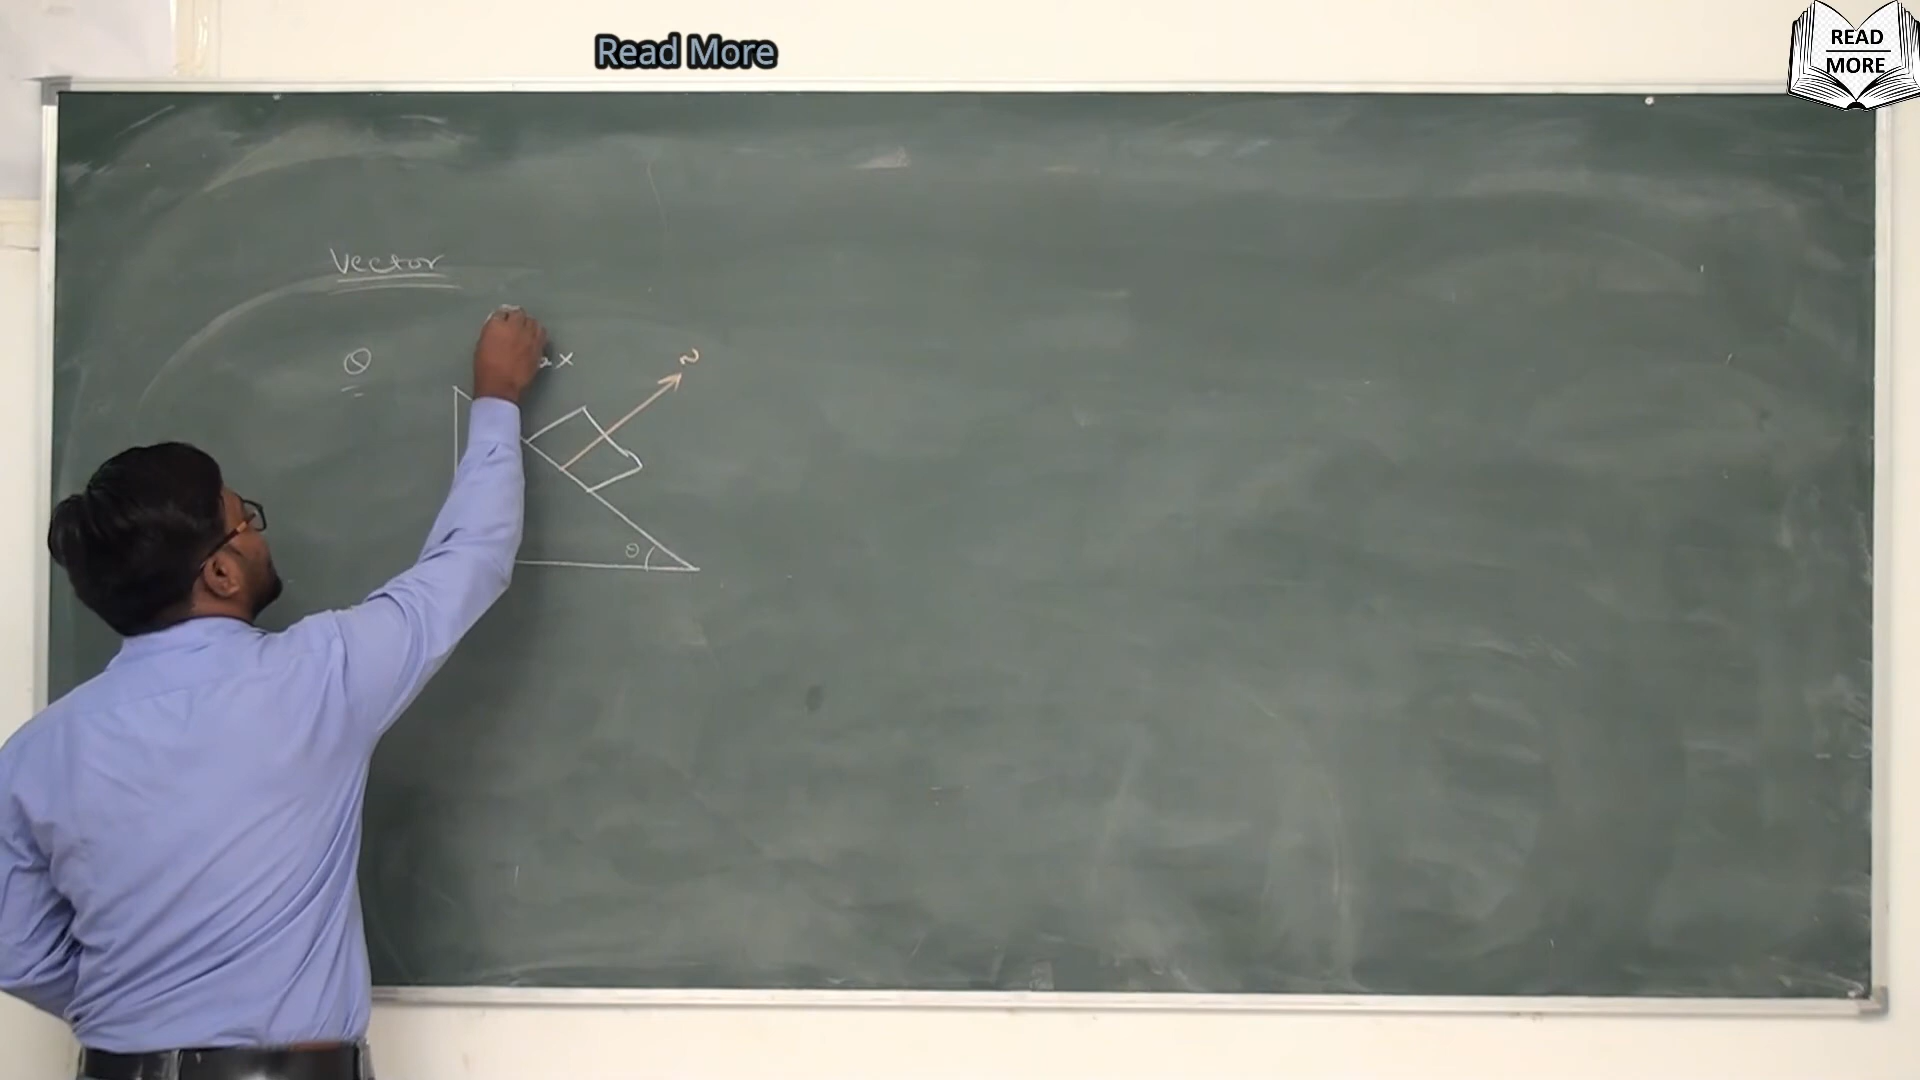 Read More
READ
MORE
Vector
Q
x
N
θ